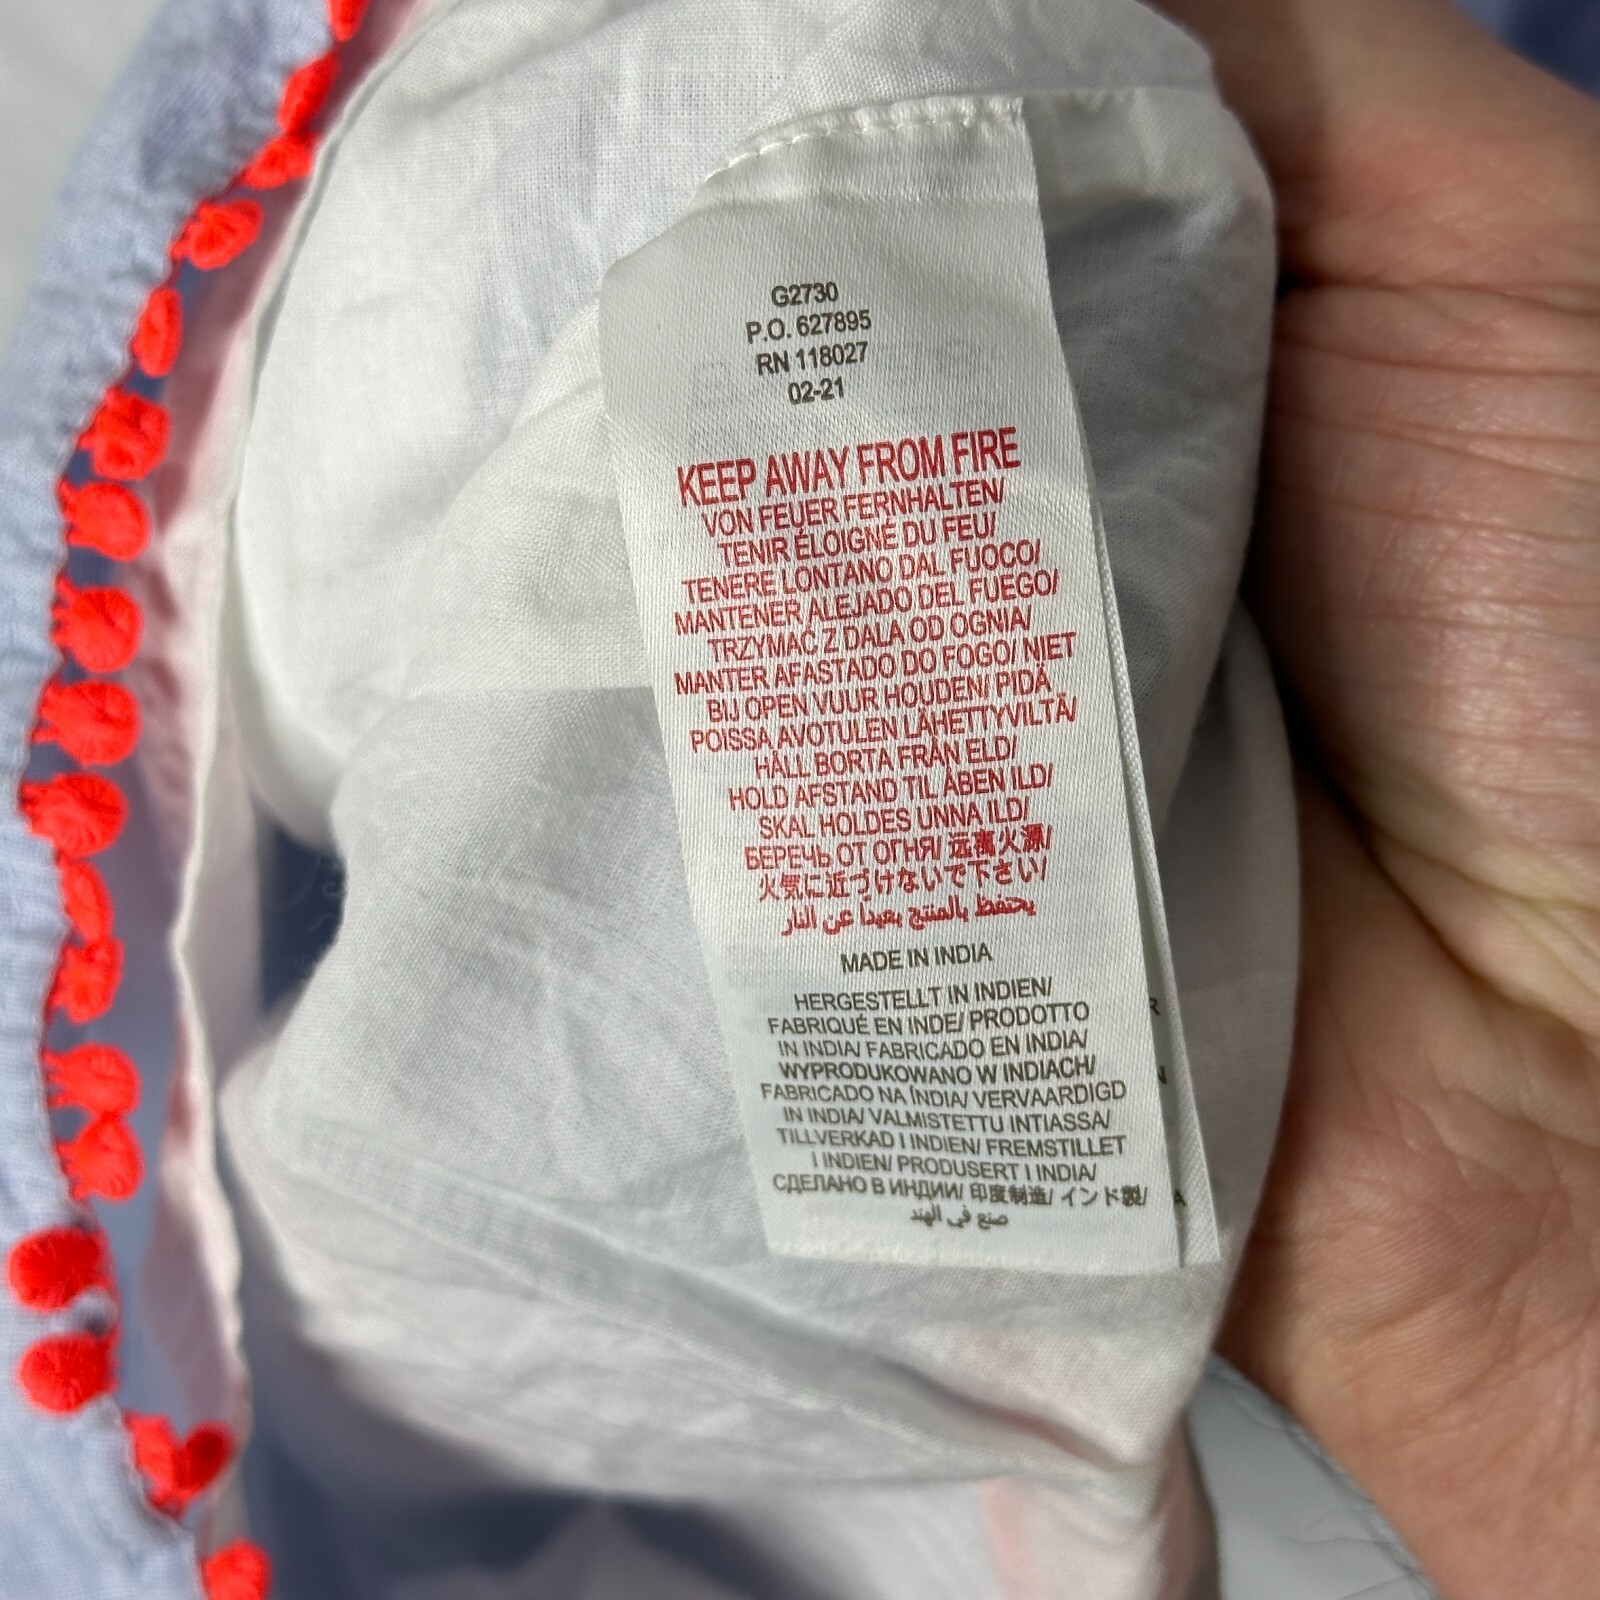 G2730
P.O. 627895
RN 118027
02-21
KEEP AWAY FROM FIRE
VON FEUER FERNHALTEN/
TENIR ÉLOIGNÉ DU FEU/
TENERE LONTANO DAL FUOCO/
MANTENER ALEJADO DEL FUEGO/
TRZYMAĆ Z DALA OD OGNIA/
MANTER AFASTADO DO FOGO/ NIET
BIJ OPEN VUUR HOUDEN/ PIDÄ
POISSA AVOTULEN LÄHETTYVILTÄ/
HÅLL BORTA FRÅN ELD/
HOLD AFSTAND TIL ÅBEN ILD/
SKAL HOLDES UNNA ILD/
БЕРЕЧЬ ОТ ОГНЯ/ 远离火源/
火気に近づけないで下さい/
يحتفظ بالمنتج بعيداً عن النار
MADE IN INDIA
HERGESTELLT IN INDIEN/
FABRIQUÉ EN INDE/ PRODOTTO
IN INDIA/ FABRICADO EN INDIA/
WYPRODUKOWANO W INDIACH/
FABRICADO NA ÍNDIA/ VERVAARDIGD
IN INDIA/ VALMISTETTU INTIASSA/
TILLVERKAD I INDIEN/ FREMSTILLET
I INDIEN/ PRODUSERT I INDIA/
СДЕЛАНО В ИНДИИ/ 印度制造/ インド製/
صنع في الهند